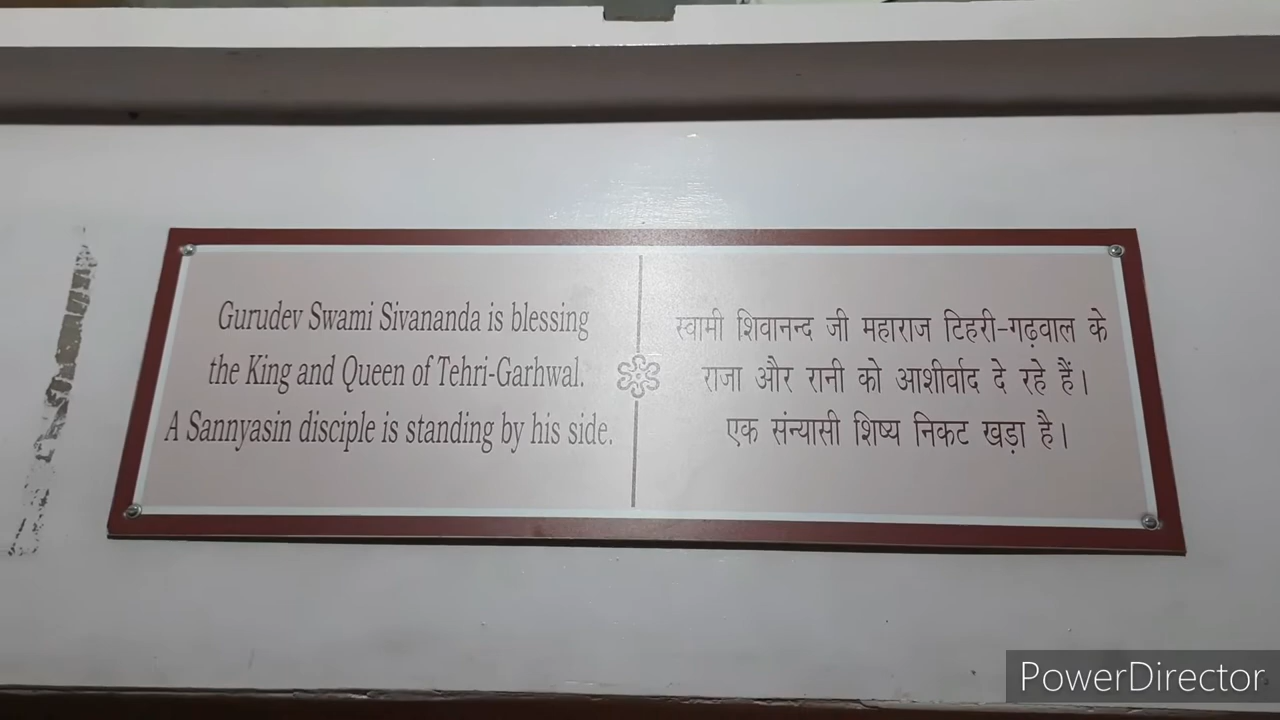 Gurudev Swami Sivananda is blessing
the King and Queen of Tehri-Garhwal.
A Sannyasin disciple is standing by his side.
स्वामी शिवानन्द जी महाराज टिहरी-गढ़वाल के
राजा और रानी को आशीर्वाद दे रहे हैं।
एक संन्यासी शिष्य निकट खड़ा है।
PowerDirector